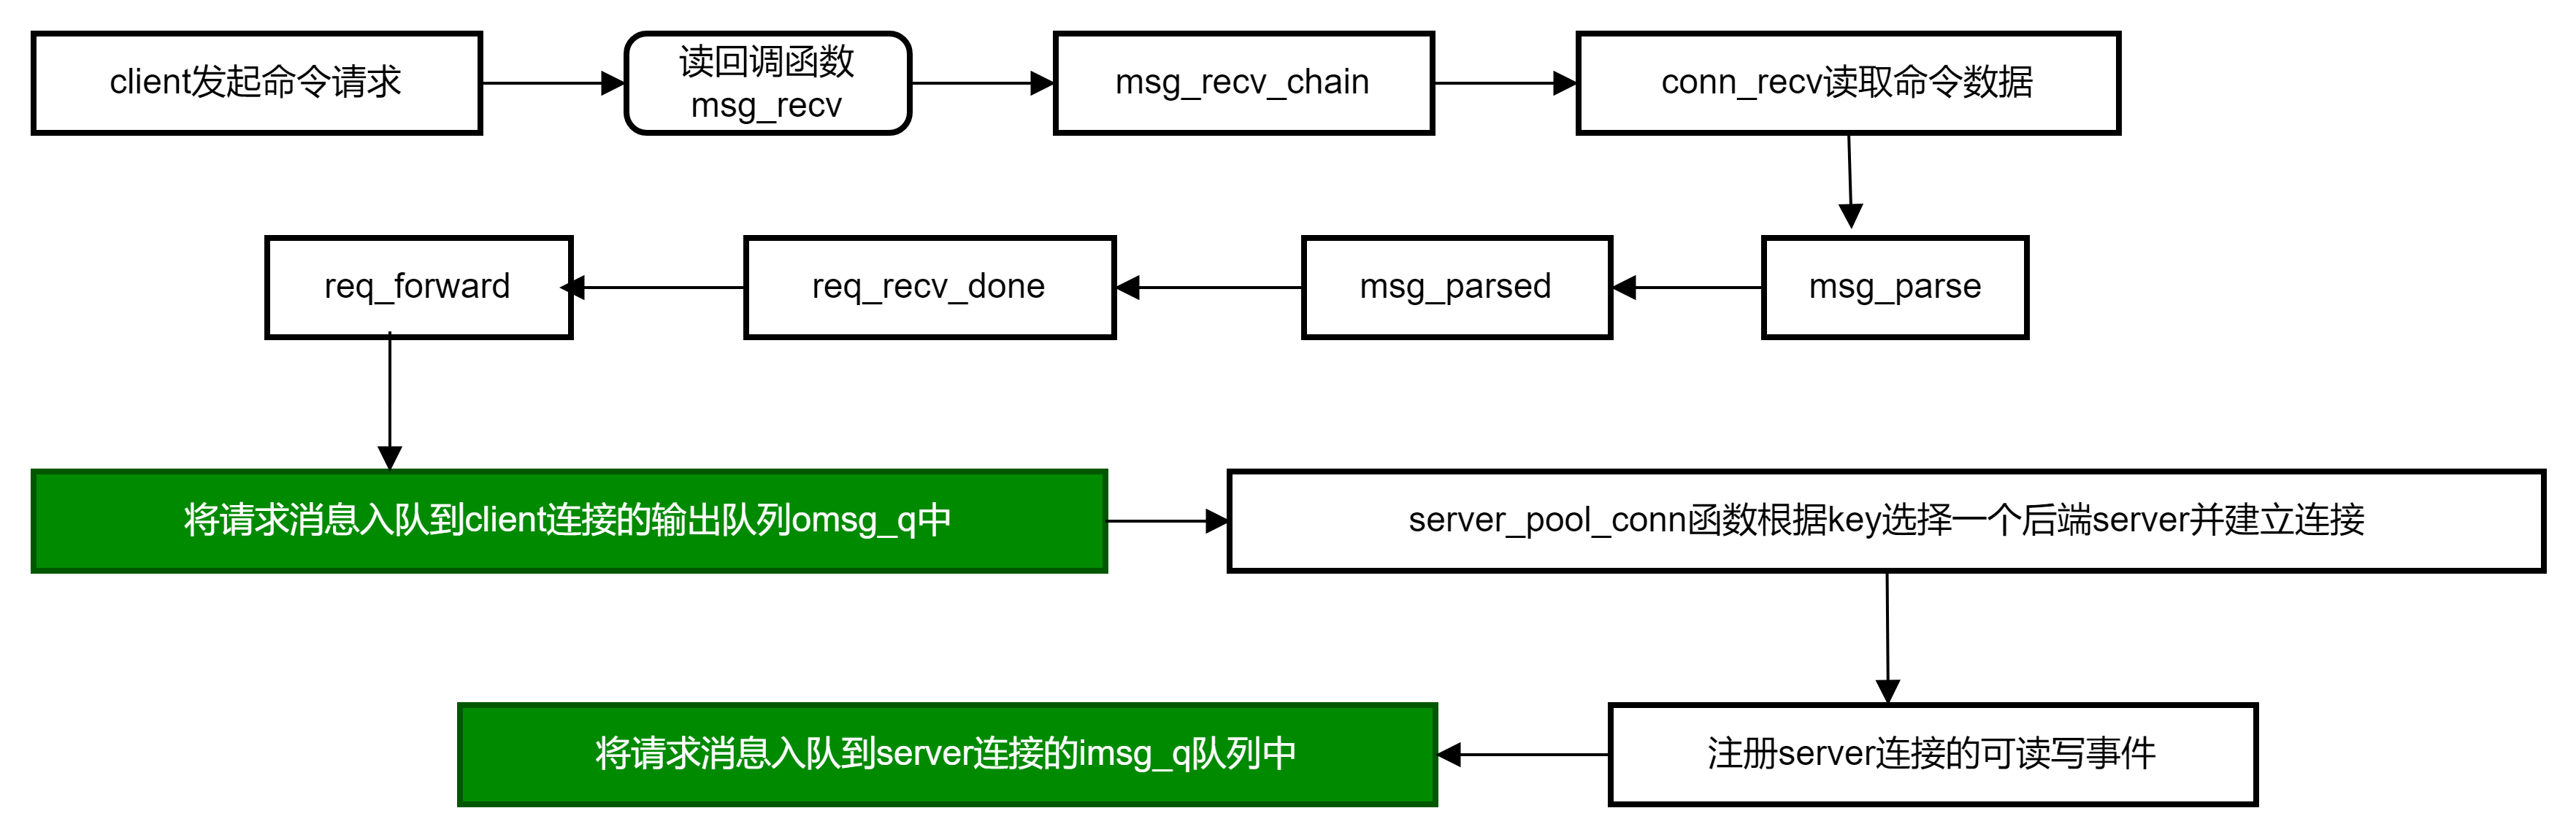 client发起命令请求
读回调函数
msg_recv
msg_recv_chain
conn_recv读取命令数据
req_forward
req_recv_done
msg_parsed
msg_parse
将请求消息入队到client连接的输出队列omsg_q中
server_pool_conn函数根据key选择一个后端server并建立连接
将请求消息入队到server连接的imsg_q队列中
注册server连接的可读写事件